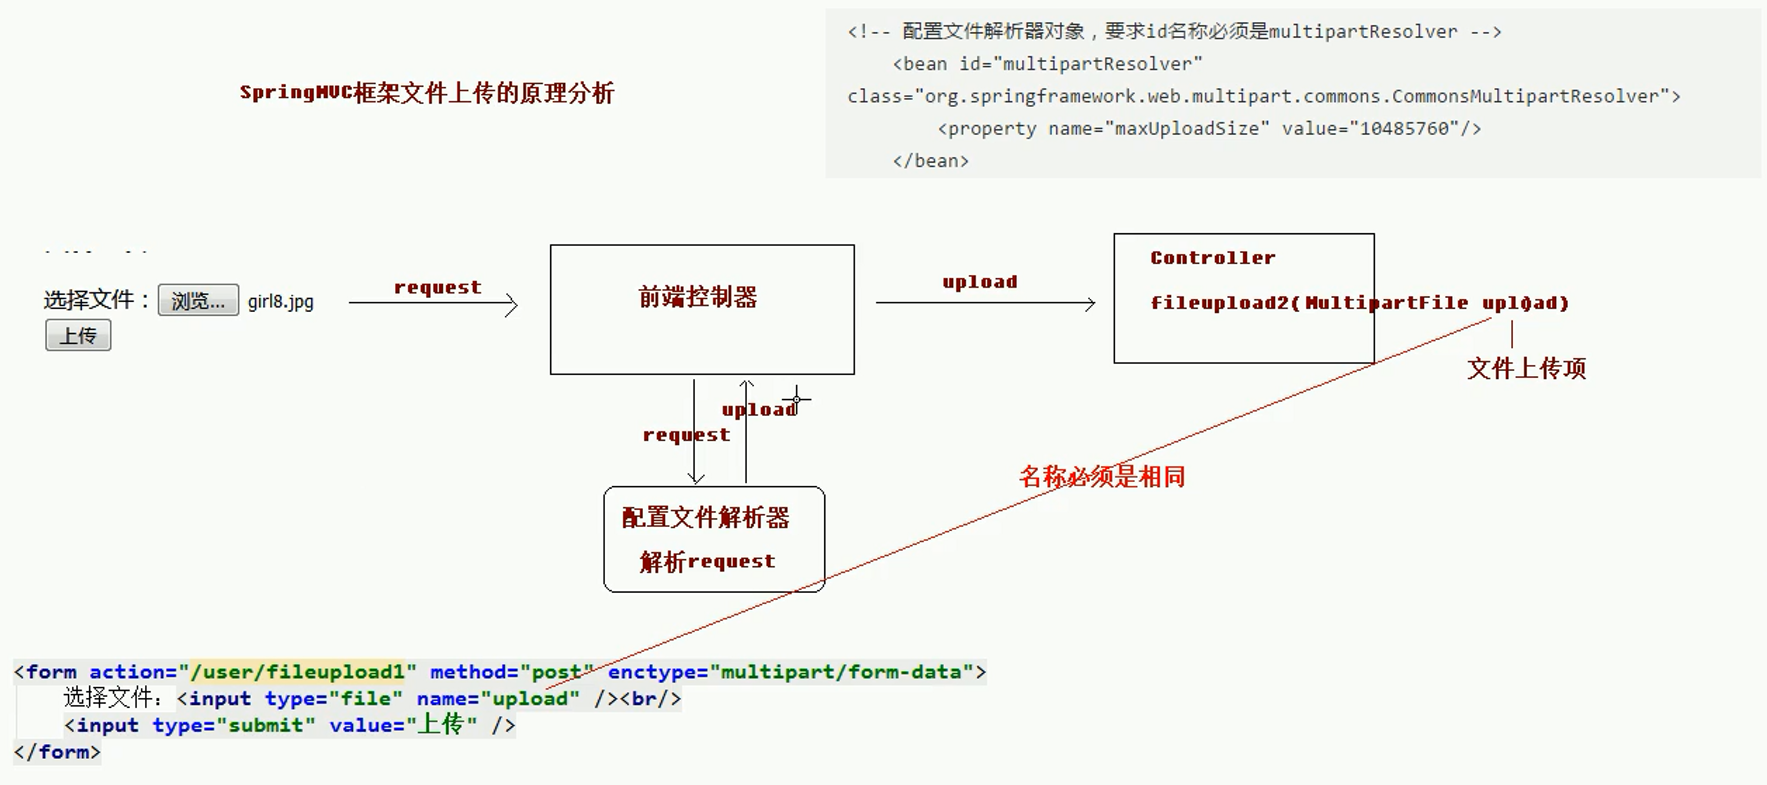 SpringMVC框架文件上传的原理分析
<!-- 配置文件解析器对象，要求id名称必须是multipartResolver -->
<bean id="multipartResolver"
class="org.springframework.web.multipart.commons.CommonsMultipartResolver">
<property name="maxUploadSize" value="10485760"/>
</bean>
选择文件： 浏览... girl8.jpg
上传
request
前端控制器
upload
Controller
fileupload2(MultipartFile upload)
文件上传项
upload
request
名称必须是相同
配置文件解析器
解析request
<form action="/user/fileupload1" method="post" enctype="multipart/form-data">
选择文件：<input type="file" name="upload" /><br/>
<input type="submit" value="上传" />
</form>